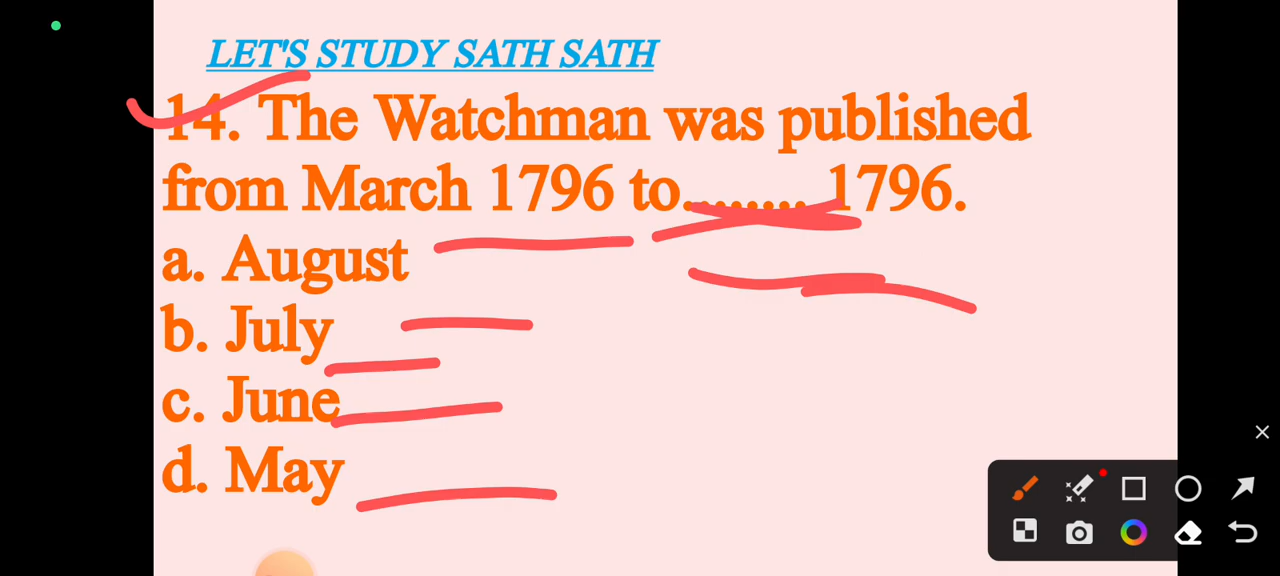 LET'S STUDY SATH SATH
14. The Watchman was published
from March 1796 to........ 1796.
a. August
b. July
c. June
d. May